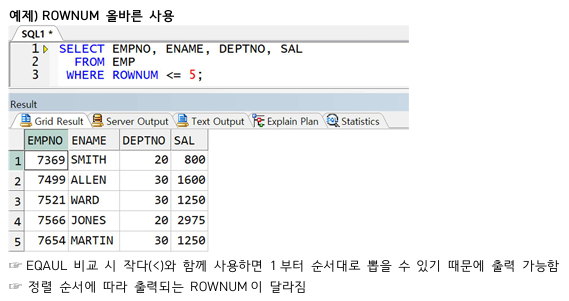 예제) ROWNUM 올바른 사용
SQL1 *
1 SELECT EMPNO, ENAME, DEPTNO, SAL
2 FROM EMP
3 WHERE ROWNUM <= 5;
Result
Grid Result Server Output Text Output Explain Plan Statistics
EMPNO ENAME DEPTNO SAL
1 7369 SMITH 20 800
2 7499 ALLEN 30 1600
3 7521 WARD 30 1250
4 7566 JONES 20 2975
5 7654 MARTIN 30 1250
☞ EQAUL 비교 시 작다(<)와 함께 사용하면 1부터 순서대로 뽑을 수 있기 때문에 출력 가능함
☞ 정렬 순서에 따라 출력되는 ROWNUM이 달라짐